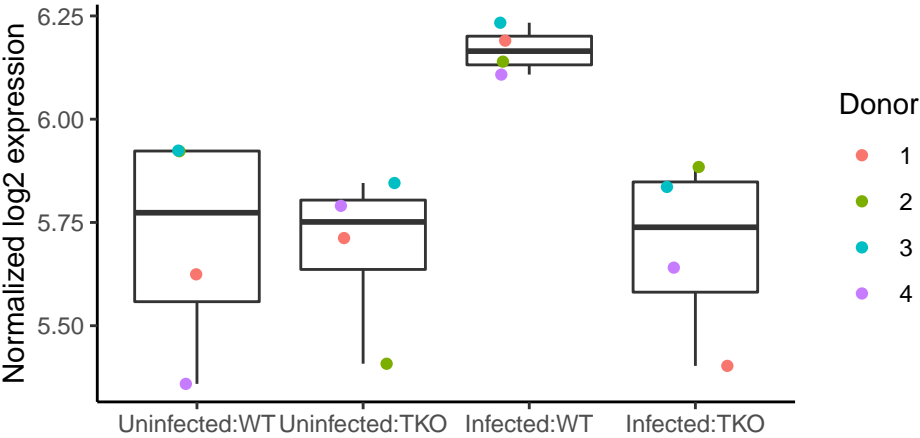 Normalized log2 expression
6.25
6.00
5.75
5.50
Uninfected:WT
Uninfected:TKO
Infected:WT
Infected:TKO
Donor
1
2
3
4